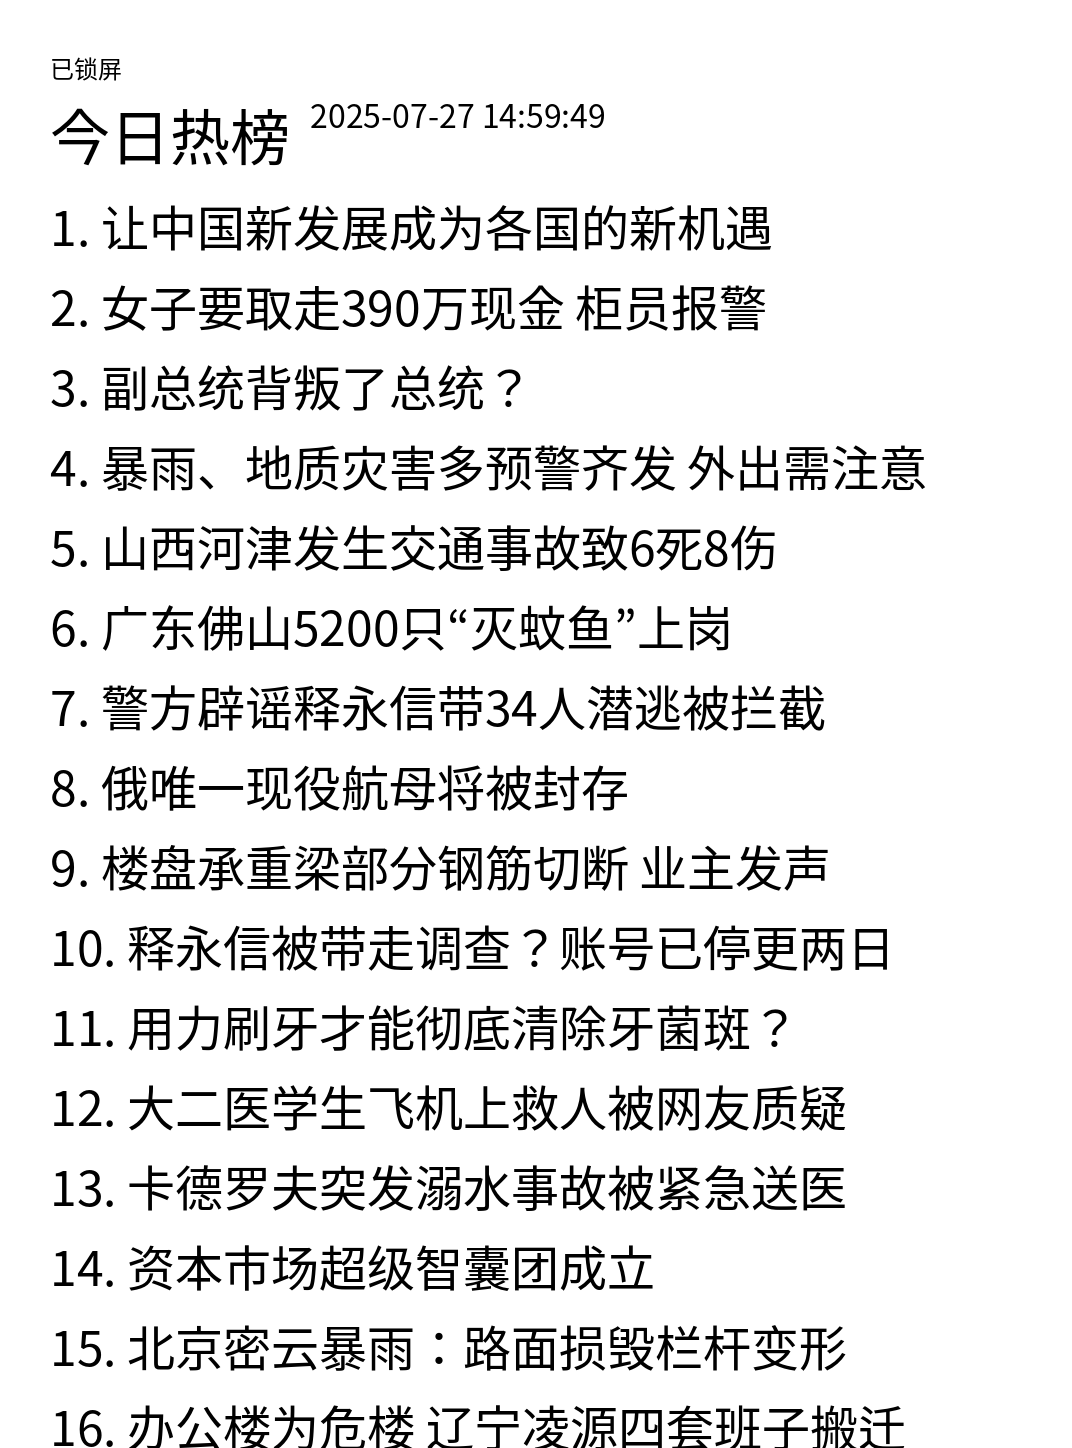 已锁屏
今日热榜 2025-07-27 14:59:49
1. 让中国新发展成为各国的新机遇
2. 女子要取走390万现金 柜员报警
3. 副总统背叛了总统？
4. 暴雨、地质灾害多预警齐发 外出需注意
5. 山西河津发生交通事故致6死8伤
6. 广东佛山5200只“灭蚊鱼”上岗
7. 警方辟谣释永信带34人潜逃被拦截
8. 俄唯一现役航母将被封存
9. 楼盘承重梁部分钢筋切断 业主发声
10. 释永信被带走调查？账号已停更两日
11. 用力刷牙才能彻底清除牙菌斑？
12. 大二医学生飞机上救人被网友质疑
13. 卡德罗夫突发溺水事故被紧急送医
14. 资本市场超级智囊团成立
15. 北京密云暴雨：路面损毁栏杆变形
16. 办公楼为危楼 辽宁凌源四套班子搬迁